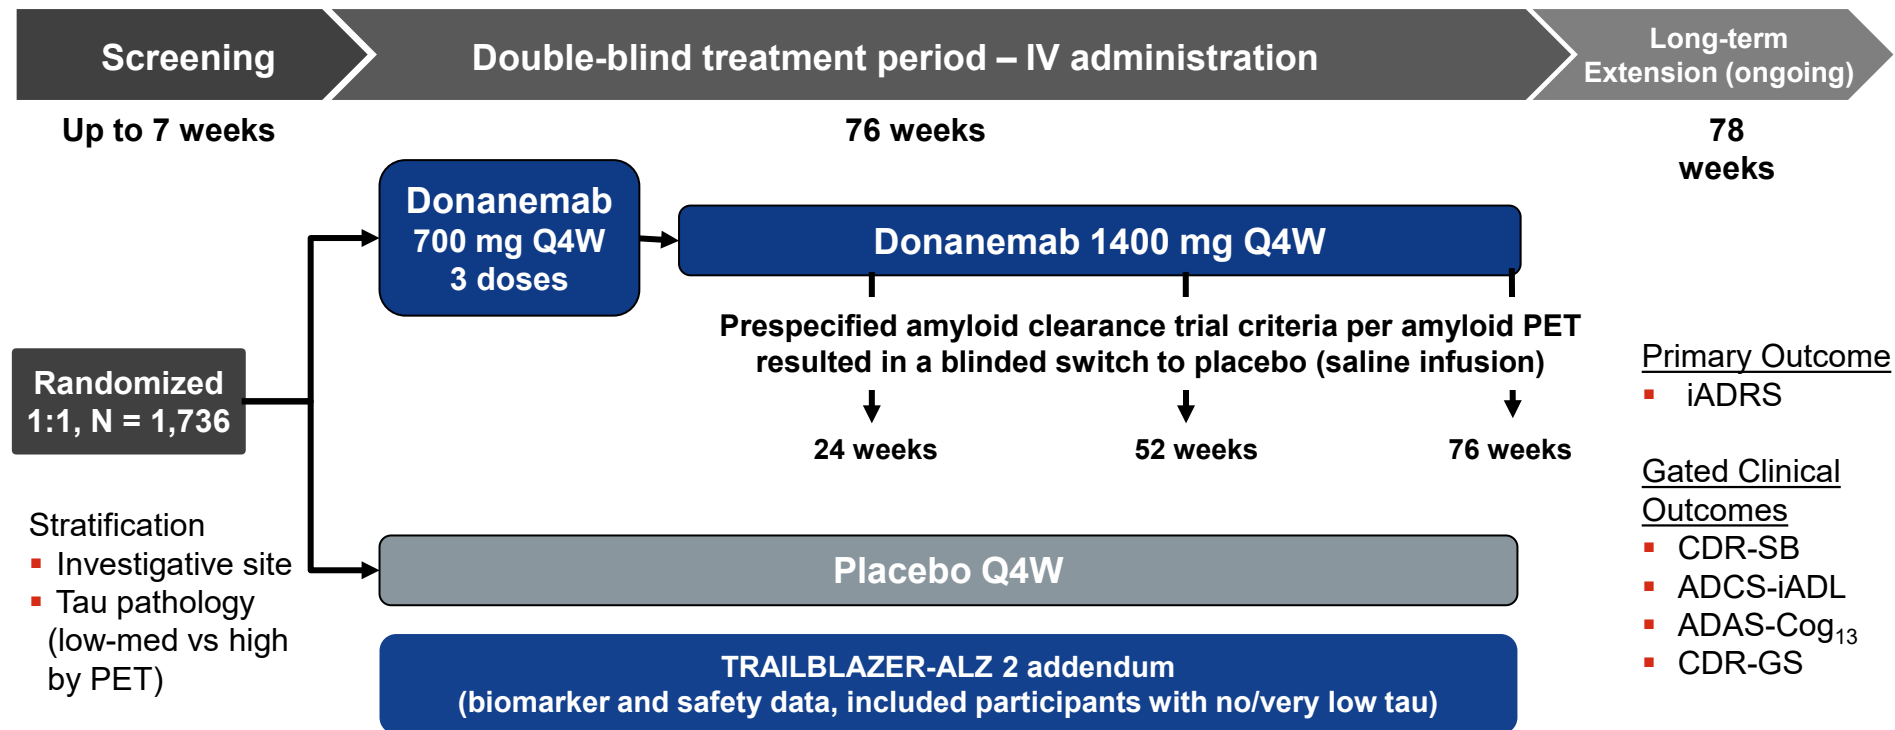 Screening
Double-blind treatment period – IV administration
Long-term
Extension (ongoing)
Up to 7 weeks
76 weeks
78
weeks
Donanemab
700 mg Q4W
3 doses
Donanemab 1400 mg Q4W
Prespecified amyloid clearance trial criteria per amyloid PET
resulted in a blinded switch to placebo (saline infusion)
24 weeks
52 weeks
76 weeks
Randomized
1:1, N = 1,736
Stratification
▪ Investigative site
▪ Tau pathology
(low-med vs high
by PET)
Placebo Q4W
TRAILBLAZER-ALZ 2 addendum
(biomarker and safety data, included participants with no/very low tau)
Primary Outcome
▪ iADRS
Gated Clinical
Outcomes
▪ CDR-SB
▪ ADCS-iADL
▪ ADAS-Cog₁₃
▪ CDR-GS